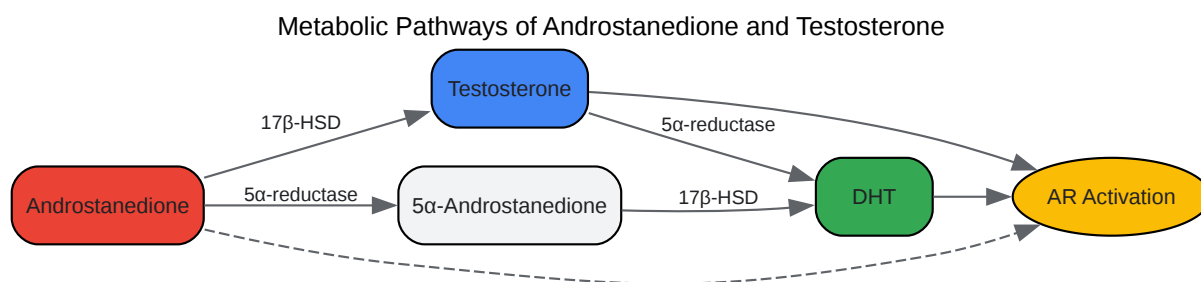 Metabolic Pathways of Androstanedione and Testosterone
Testosterone
17β-HSD
5α-reductase
Androstanedione
5α-reductase
5α-Androstanedione
17β-HSD
DHT
AR Activation